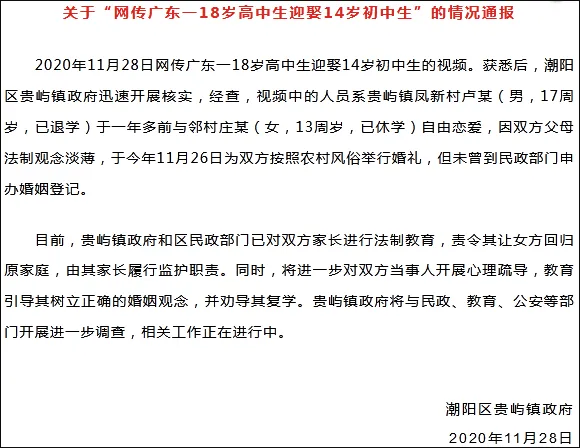 关于“网传广东一18岁高中生迎娶14岁初中生”的情况通报
2020年11月28日网传广东一18岁高中生迎娶14岁初中生的视频。获悉后，潮阳
区贵屿镇政府迅速开展核实，经查，视频中的人员系贵屿镇凤新村卢某（男，17周
岁，已退学）于一年多前与邻村庄某（女，13周岁，已休学）自由恋爱，因双方父母
法制观念淡薄，于今年11月26日为双方按照农村风俗举行婚礼，但未曾到民政部门申
办婚姻登记。
目前，贵屿镇政府和区民政部门已对双方家长进行法制教育，责令其让女方回归
原家庭，由其家长履行监护职责。同时，将进一步对双方当事人开展心理疏导，教育
引导其树立正确的婚姻观念，并劝导其复学。贵屿镇政府将与民政、教育、公安等部
门开展进一步调查，相关工作正在进行中。
潮阳区贵屿镇政府
2020年11月28日